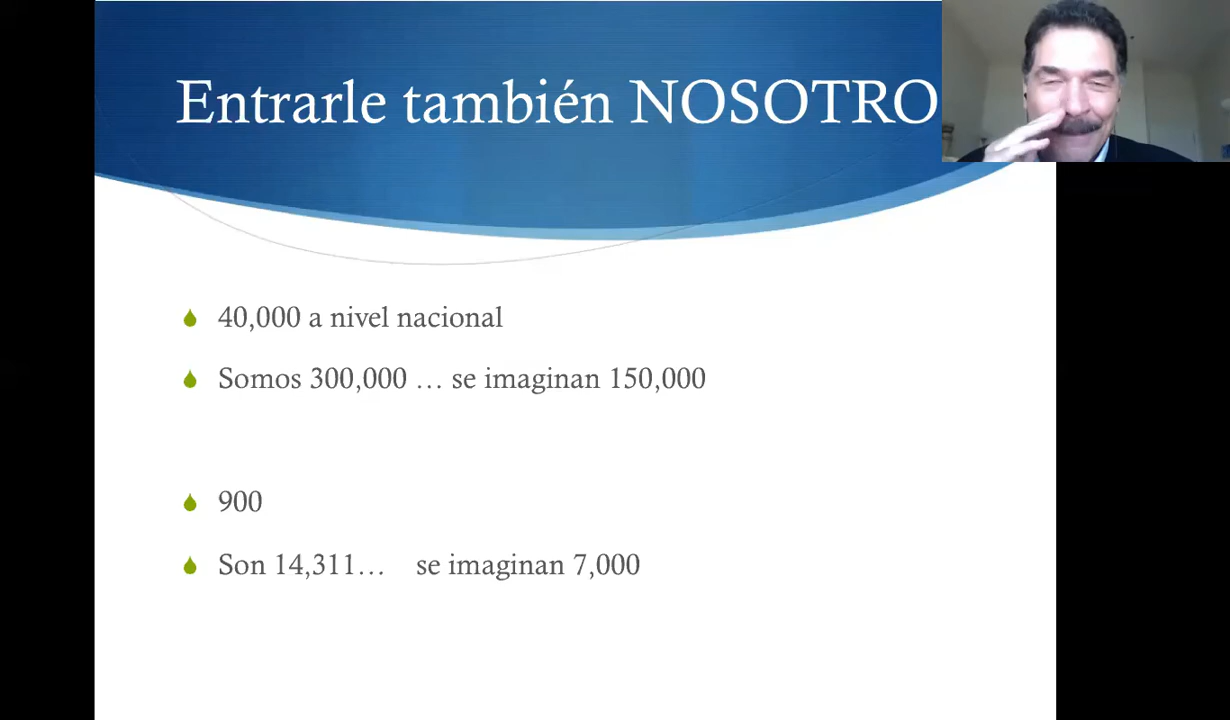 Entrarle también NOSOTRO
40,000 a nivel nacional
Somos 300,000 … se imaginan 150,000
900
Son 14,311… se imaginan 7,000